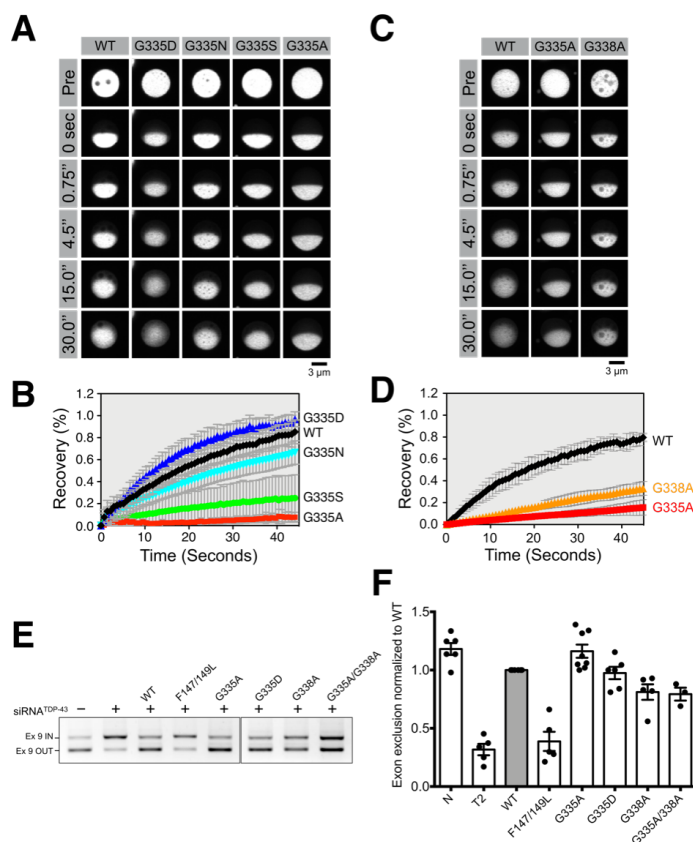 A
WT G335D G335N G335S G335A
Pre
0 sec
0.75"
4.5"
15.0"
30.0"
3 µm
C
WT G335A G338A
Pre
0 sec
0.75"
4.5"
15.0"
30.0"
3 µm
B
Recovery (%)
1.2
1.0
0.8
0.6
0.4
0.2
0.0
0 10 20 30 40
Time (Seconds)
G335D
WT
G335N
G335S
G335A
D
Recovery (%)
1.2
1.0
0.8
0.6
0.4
0.2
0.0
0 10 20 30 40
Time (Seconds)
WT
G338A
G335A
E
WT F147/149L G335A G335D G338A G335A/G338A
siRNATDP-43 – + + + + + + +
Ex 9 IN
Ex 9 OUT
F
Exon exclusion normalized to WT
1.5
1.0
0.5
0.0
N T2 WT F147/149L G335A G335D G338A G335A/338A